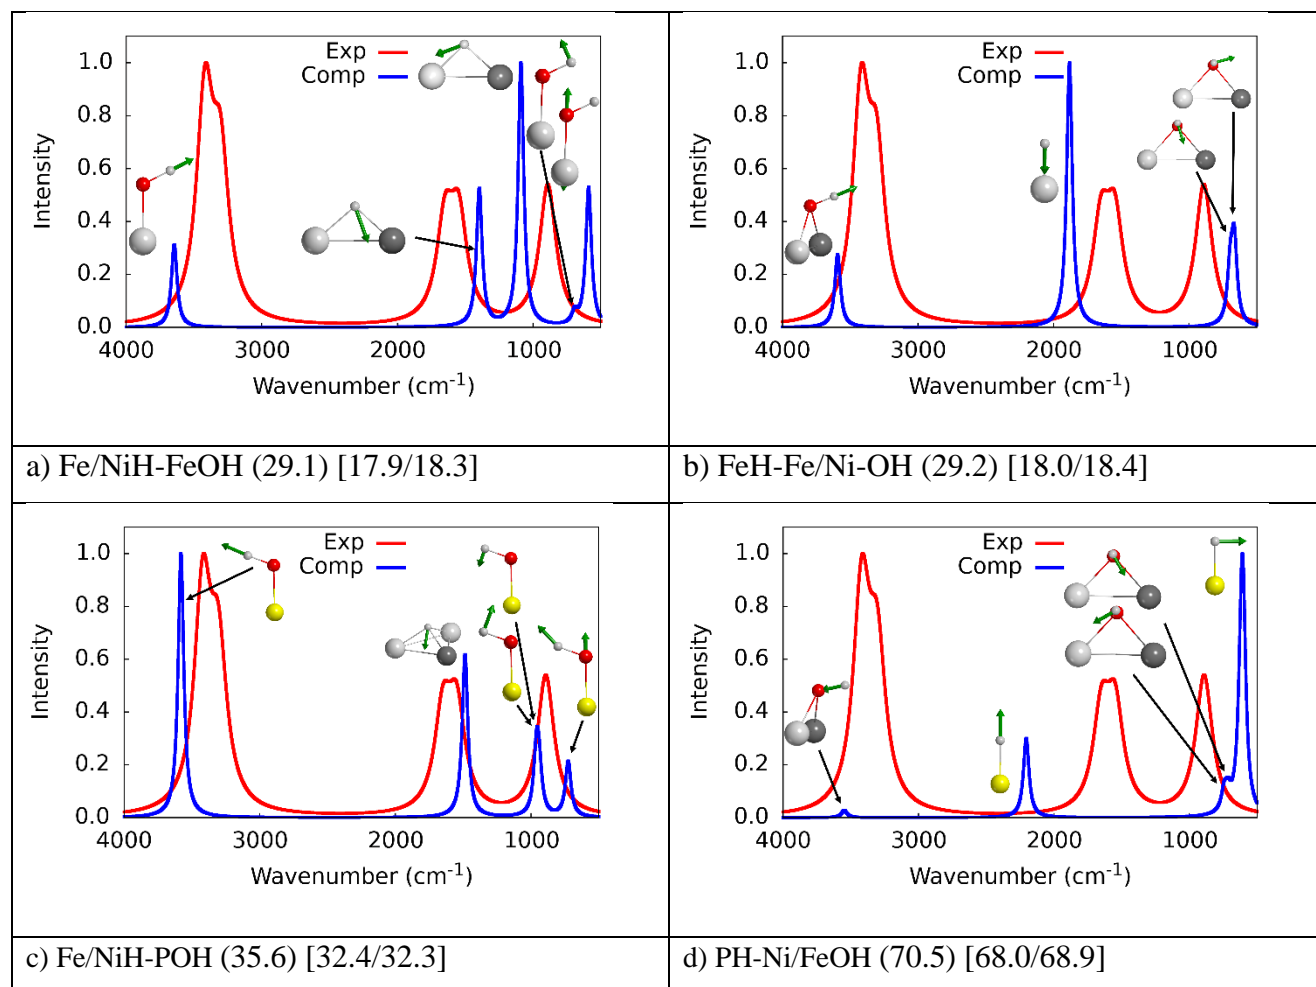 Exp
Comp
1.0
0.8
0.6
0.4
0.2
0.0
Intensity
4000 3000 2000 1000
Wavenumber (cm-1)
a) Fe/NiH-FeOH (29.1) [17.9/18.3]
Exp
Comp
1.0
0.8
0.6
0.4
0.2
0.0
Intensity
4000 3000 2000 1000
Wavenumber (cm-1)
b) FeH-Fe/Ni-OH (29.2) [18.0/18.4]
Exp
Comp
1.0
0.8
0.6
0.4
0.2
0.0
Intensity
4000 3000 2000 1000
Wavenumber (cm-1)
c) Fe/NiH-POH (35.6) [32.4/32.3]
Exp
Comp
1.0
0.8
0.6
0.4
0.2
0.0
Intensity
4000 3000 2000 1000
Wavenumber (cm-1)
d) PH-Ni/FeOH (70.5) [68.0/68.9]